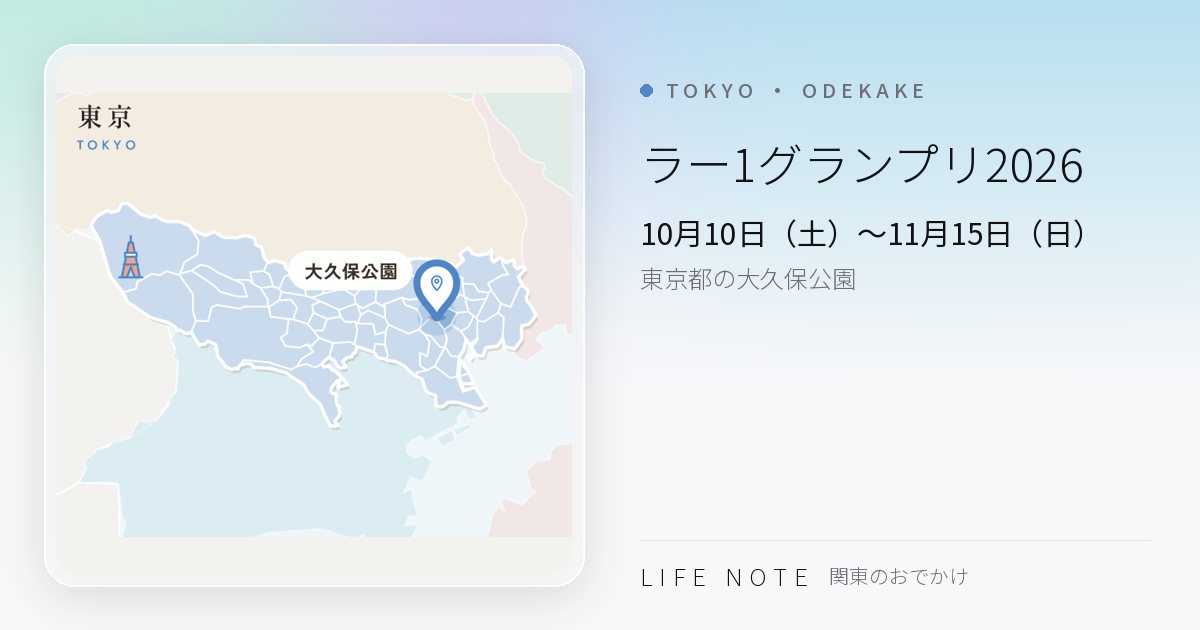 東京
TOKYO
大久保公園
TOKYO • ODEKAKE
ラー1グランプリ2026
10月10日（土）〜11月15日（日）
東京都の大久保公園
LIFE NOTE 関東のおでかけ